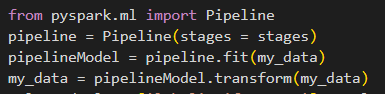 from pyspark.ml import Pipeline
pipeline = Pipeline(stages = stages)
pipelineModel = pipeline.fit(my_data)
my_data = pipelineModel.transform(my_data)